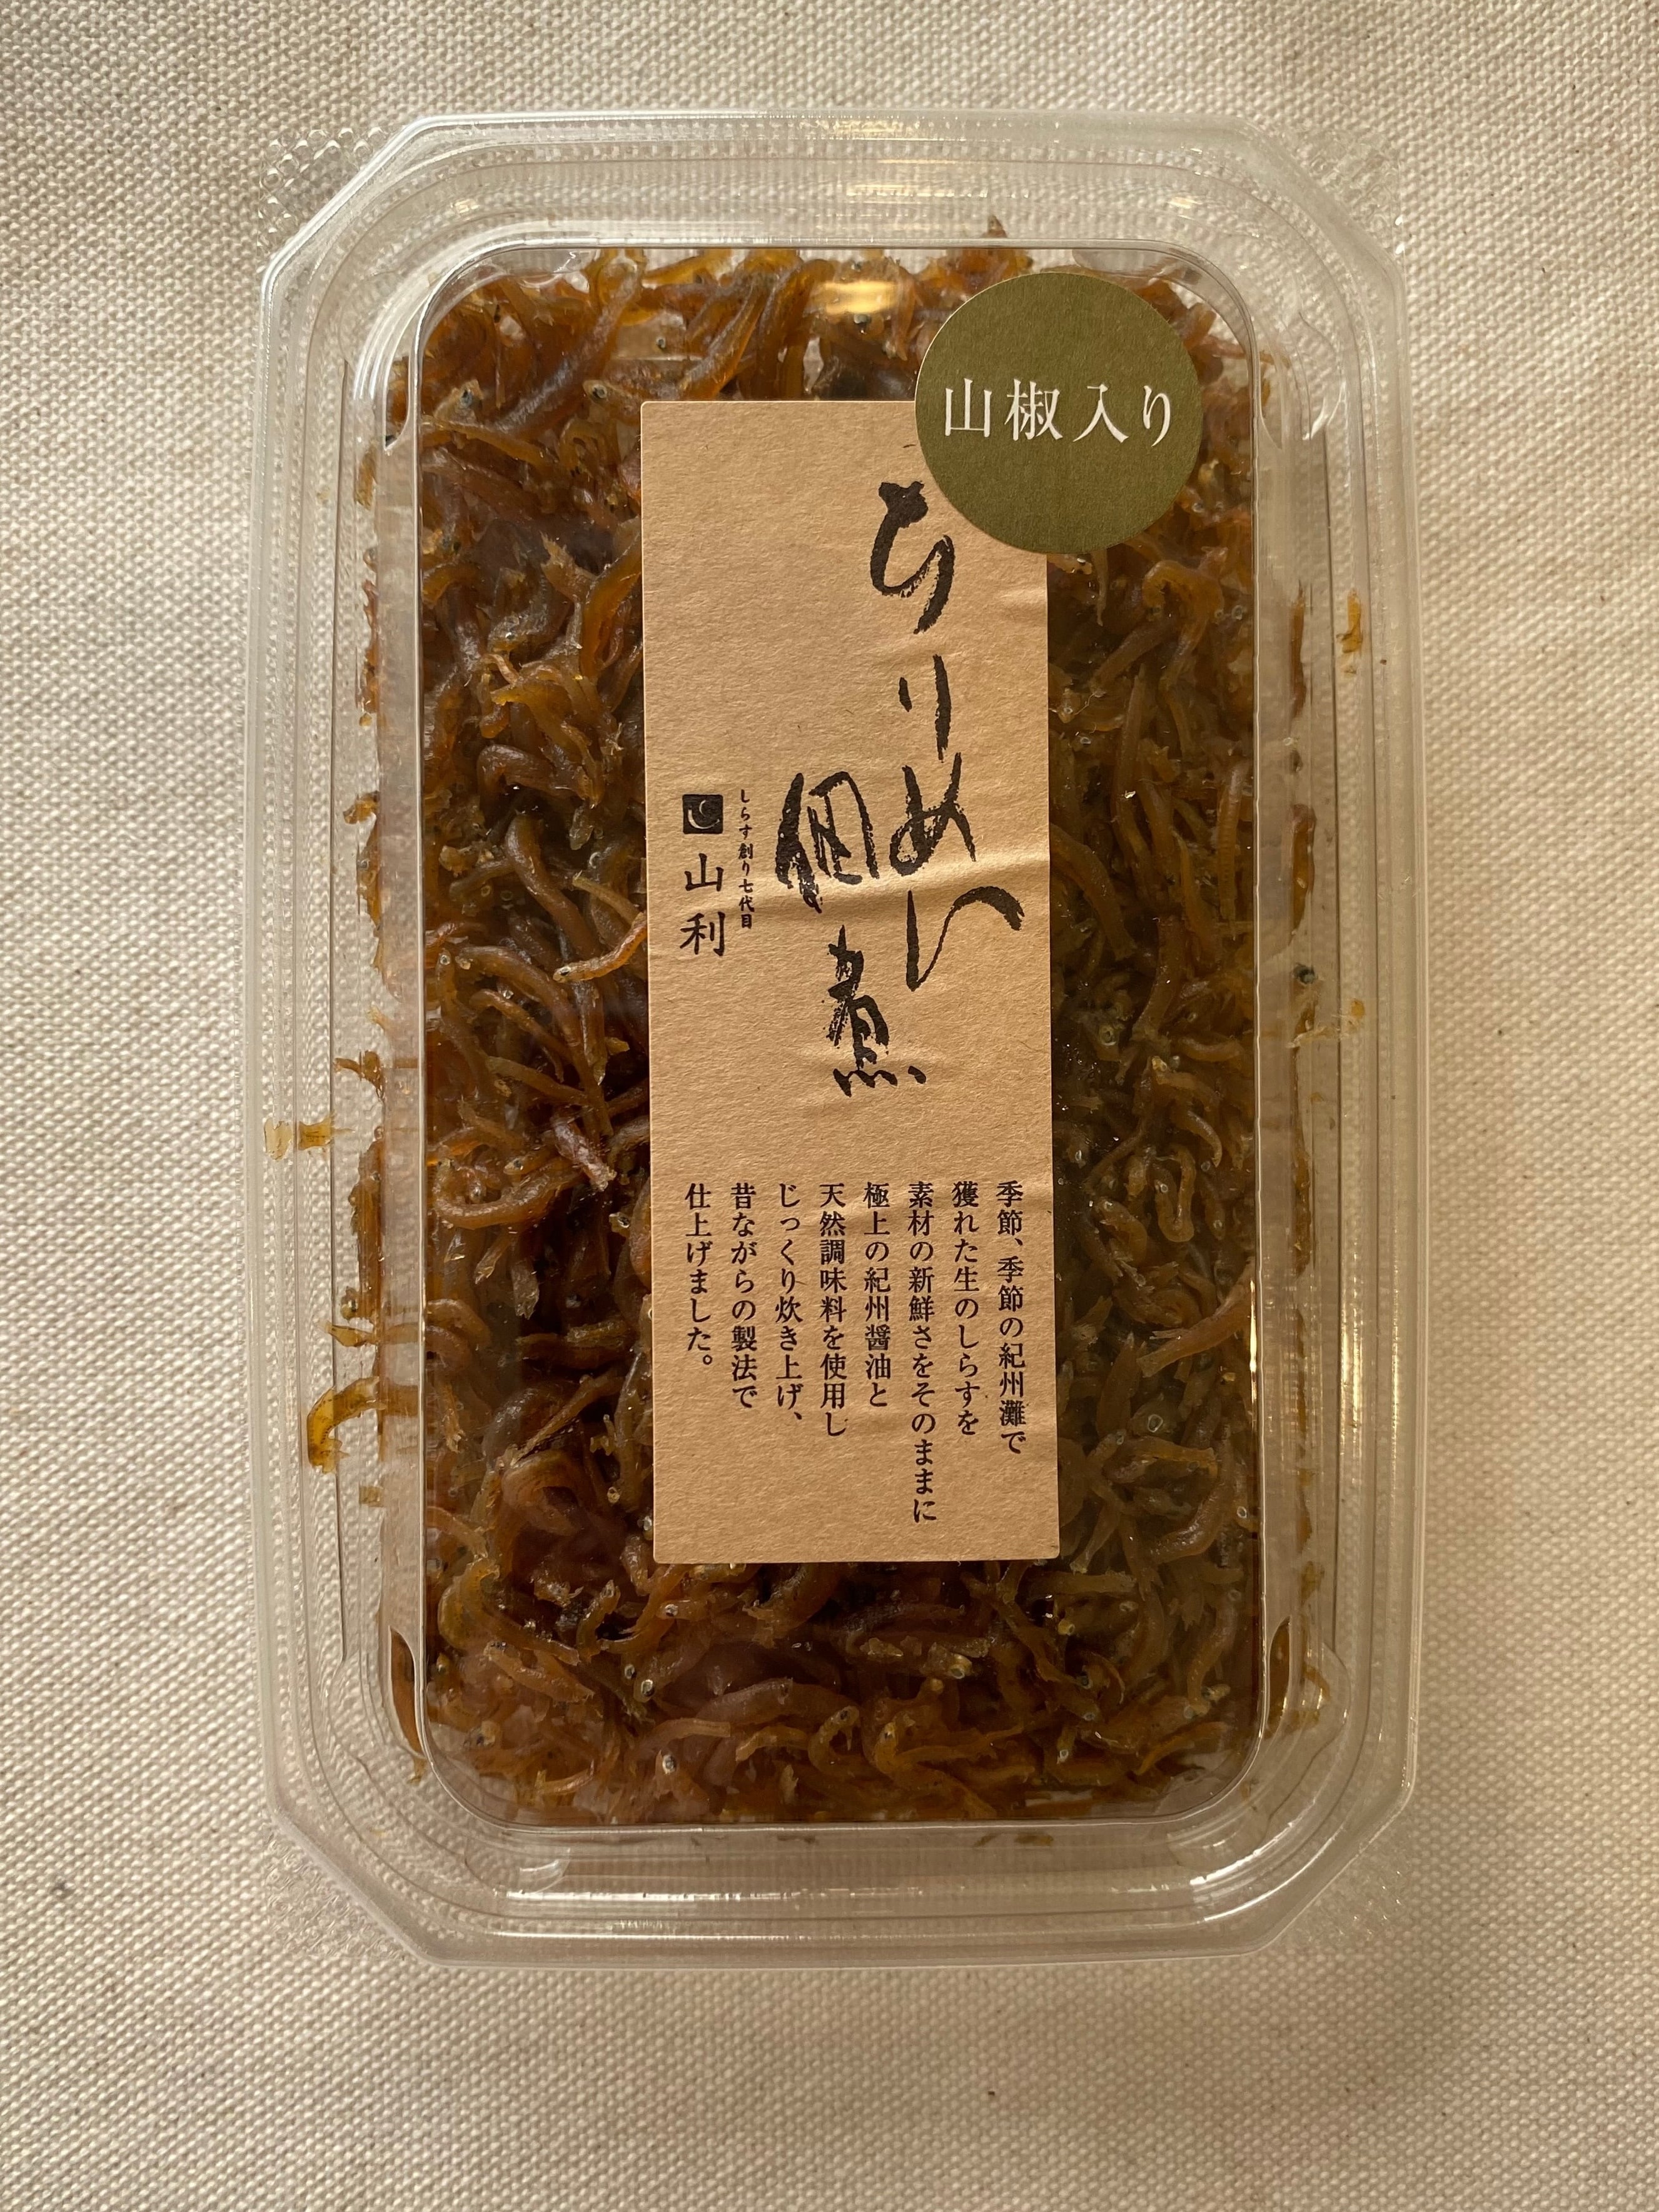 山椒入り
ちりめん
佃煮
しらす創り七代目
山利
季節、季節の紀州灘で
獲れた生のしらすを
素材の新鮮さをそのままに
極上の紀州醤油と
天然調味料を使用し
じっくり炊き上げ、
昔ながらの製法で
仕上げました。